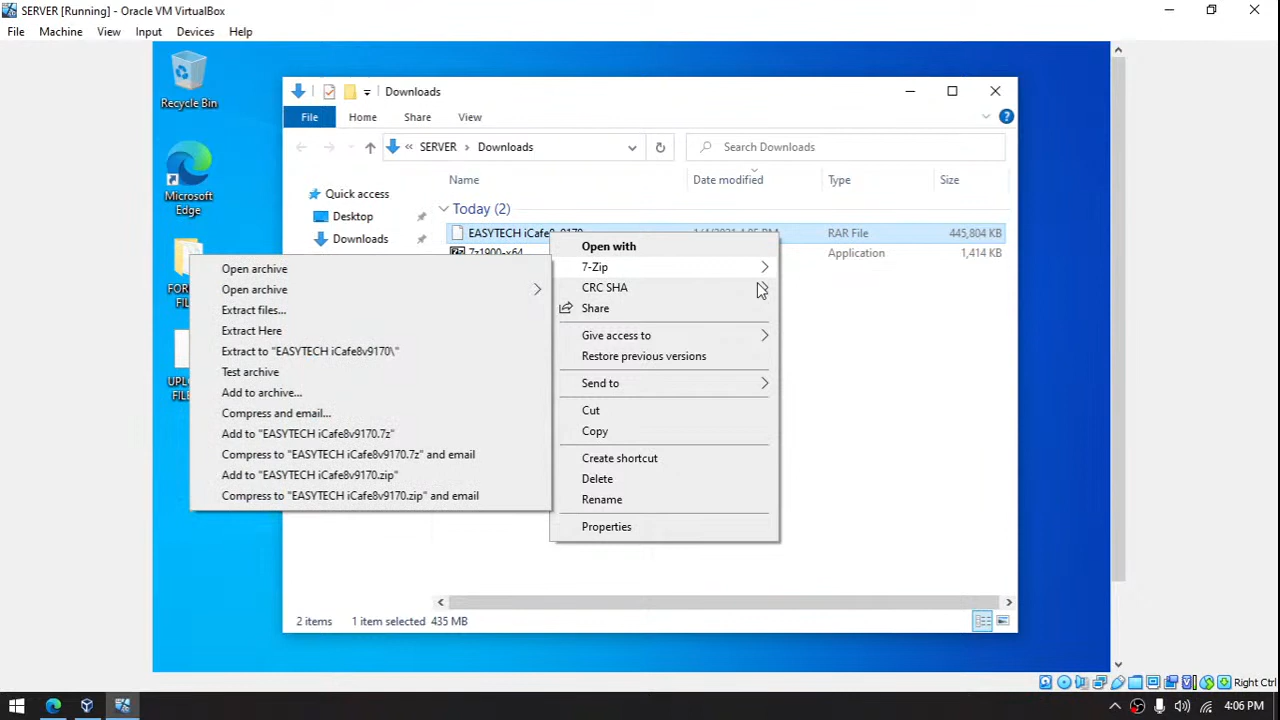 SERVER [Running] - Oracle VM VirtualBox
File Machine View Input Devices Help
Recycle Bin
Microsoft
Edge
Downloads
File Home Share View
SERVER Downloads
Search Downloads
Name Date modified Type Size
Quick access
Desktop
Downloads
Today (2)
EASYTECH iCafe8v9170 RAR File 445,804 KB
7z1900-x64 Application 1,414 KB
Open with
7-Zip
CRC SHA
Share
Give access to
Restore previous versions
Send to
Cut
Copy
Create shortcut
Delete
Rename
Properties
Open archive
Open archive
Extract files...
Extract Here
Extract to "EASYTECH iCafe8v9170\"
Test archive
Add to archive...
Compress and email...
Add to "EASYTECH iCafe8v9170.7z"
Compress to "EASYTECH iCafe8v9170.7z" and email
Add to "EASYTECH iCafe8v9170.zip"
Compress to "EASYTECH iCafe8v9170.zip" and email
2 items 1 item selected 435 MB
Right Ctrl
4:06 PM